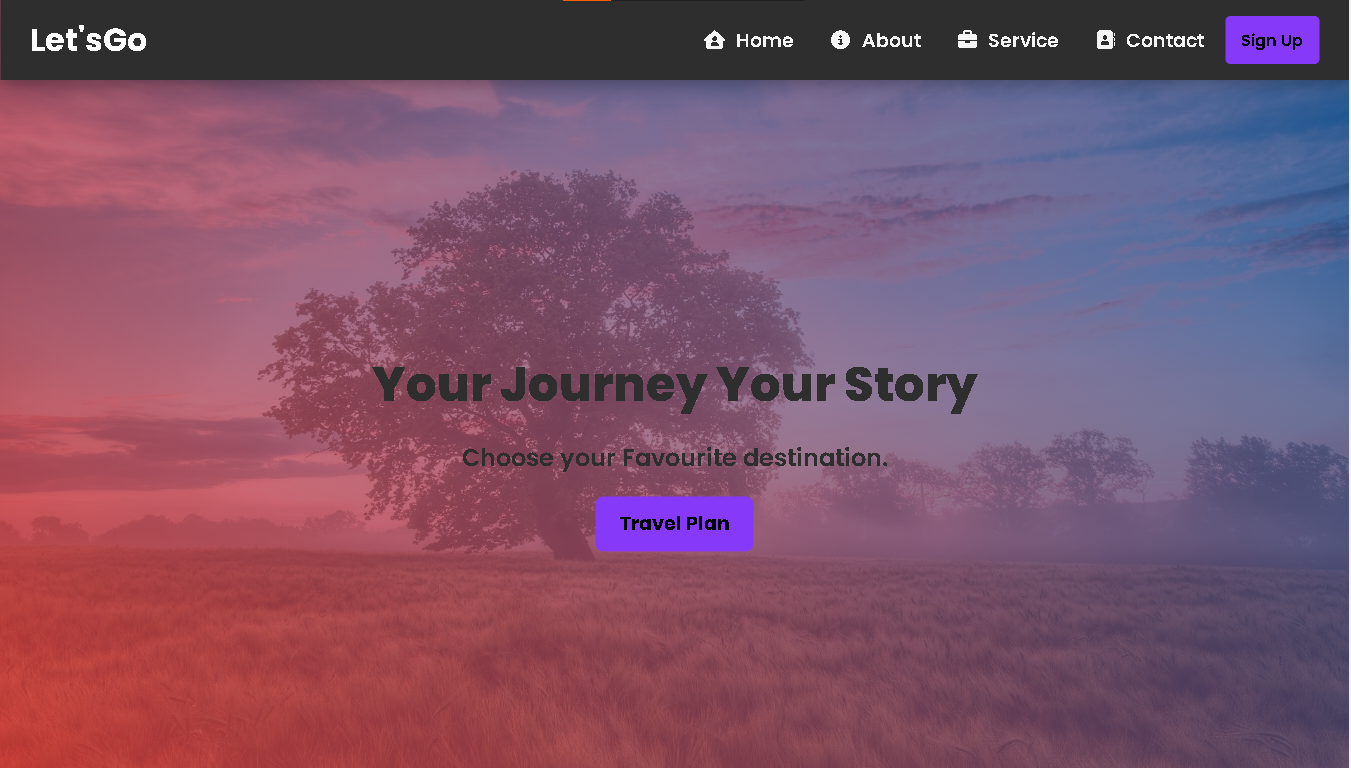 Let'sGo
Home
About
Service
Contact
Sign Up
Your Journey Your Story
Choose your Favourite destination.
Travel Plan